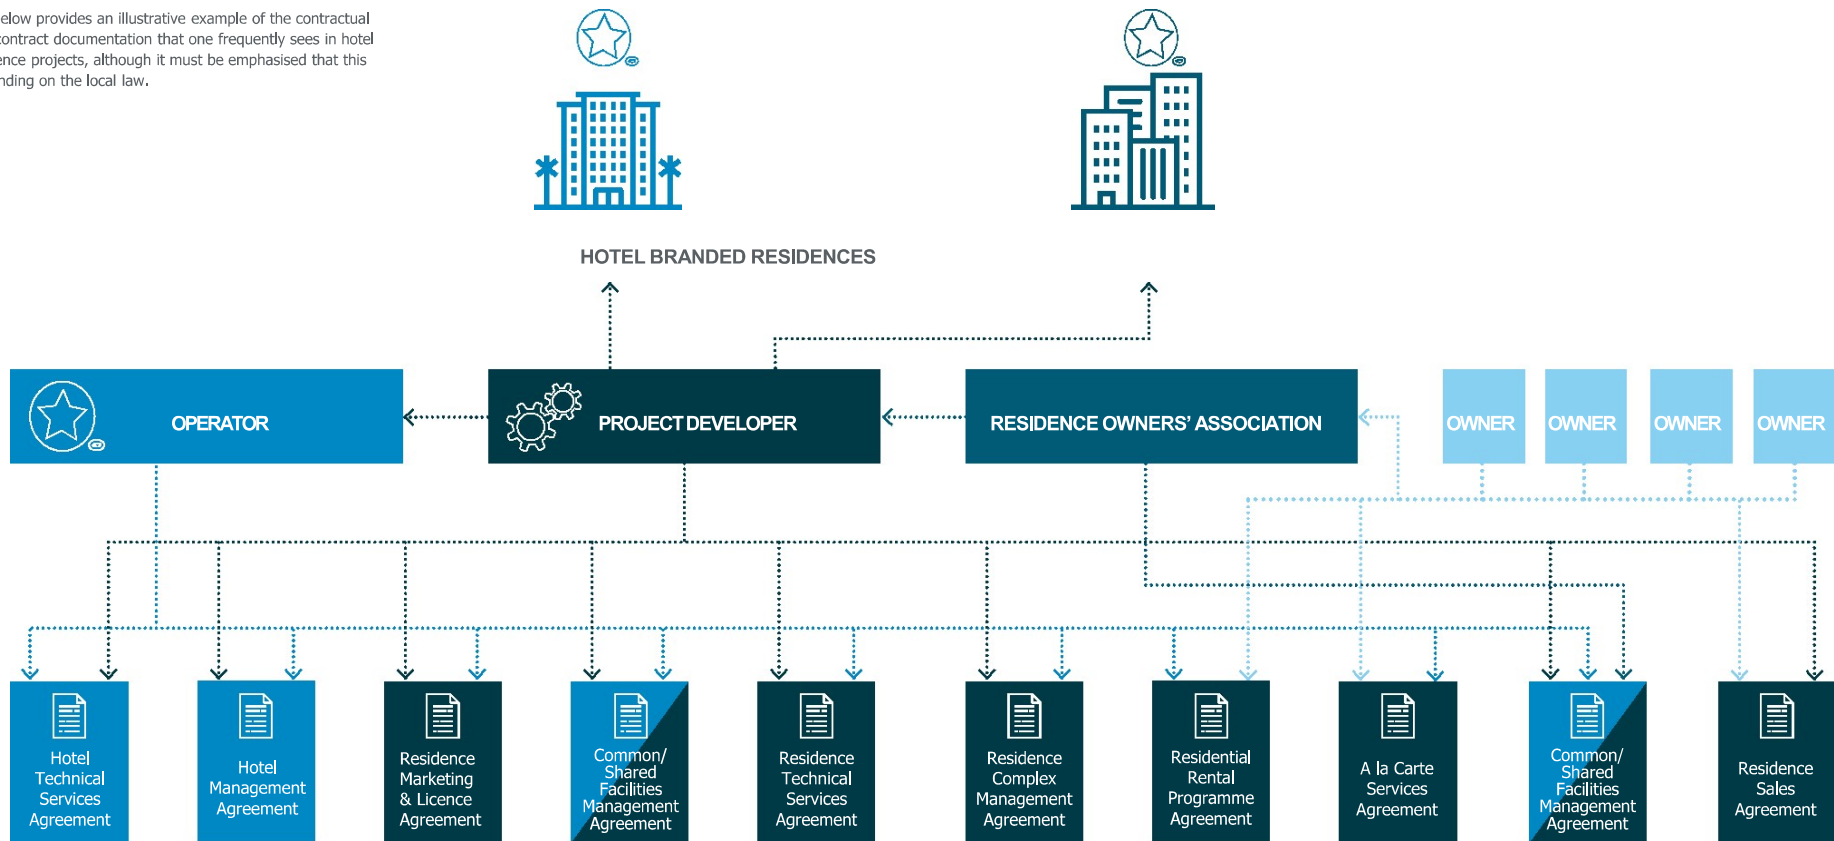 elow provides an illustrative example of the contractual
contract documentation that one frequently sees in hotel
ence projects, although it must be emphasised that this
nding on the local law.
HOTEL BRANDED RESIDENCES
OPERATOR
PROJECT DEVELOPER
RESIDENCE OWNERS' ASSOCIATION
OWNER
OWNER
OWNER
OWNER
Hotel
Technical
Services
Agreement
Hotel
Management
Agreement
Residence
Marketing
& Licence
Agreement
Common/
Shared
Facilities
Management
Agreement
Residence
Technical
Services
Agreement
Residence
Complex
Management
Agreement
Residential
Rental
Programme
Agreement
A la Carte
Services
Agreement
Common/
Shared
Facilities
Management
Agreement
Residence
Sales
Agreement